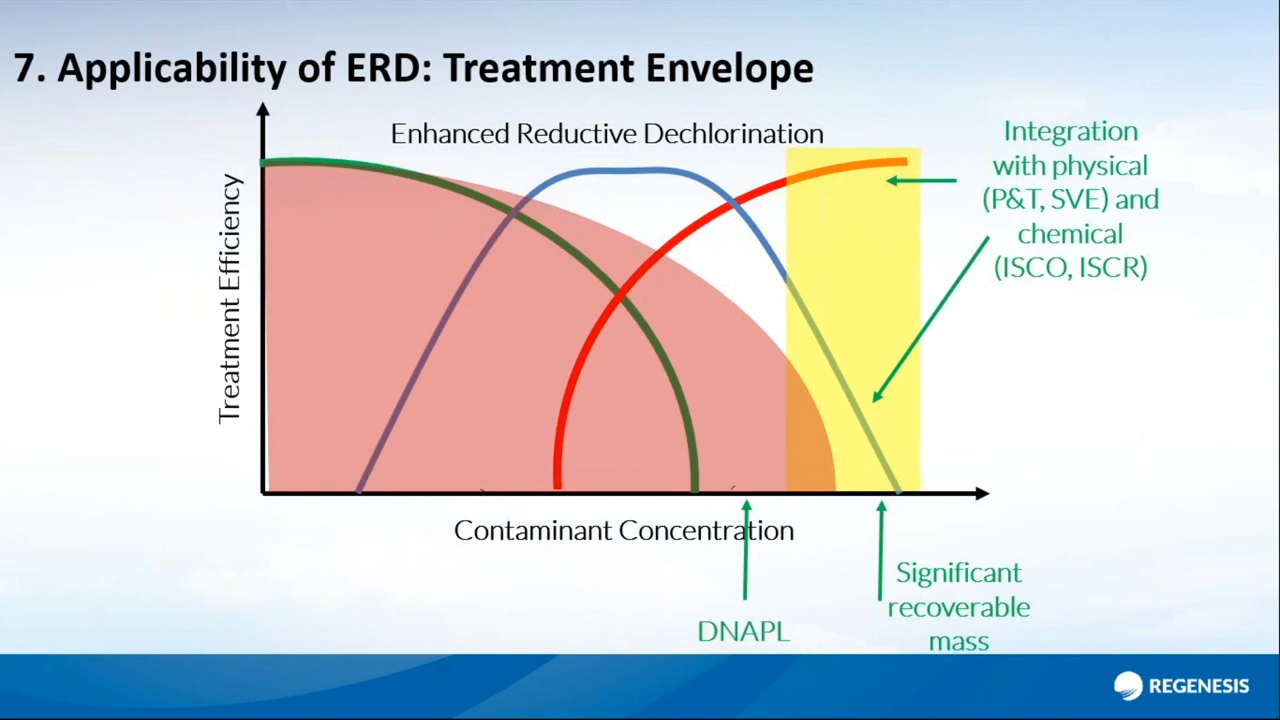 7. Applicability of ERD: Treatment Envelope
Enhanced Reductive Dechlorination
Treatment Efficiency
Contaminant Concentration
Integration
with physical
(P&T, SVE) and
chemical
(ISCO, ISCR)
DNAPL
Significant
recoverable
mass
REGENESIS